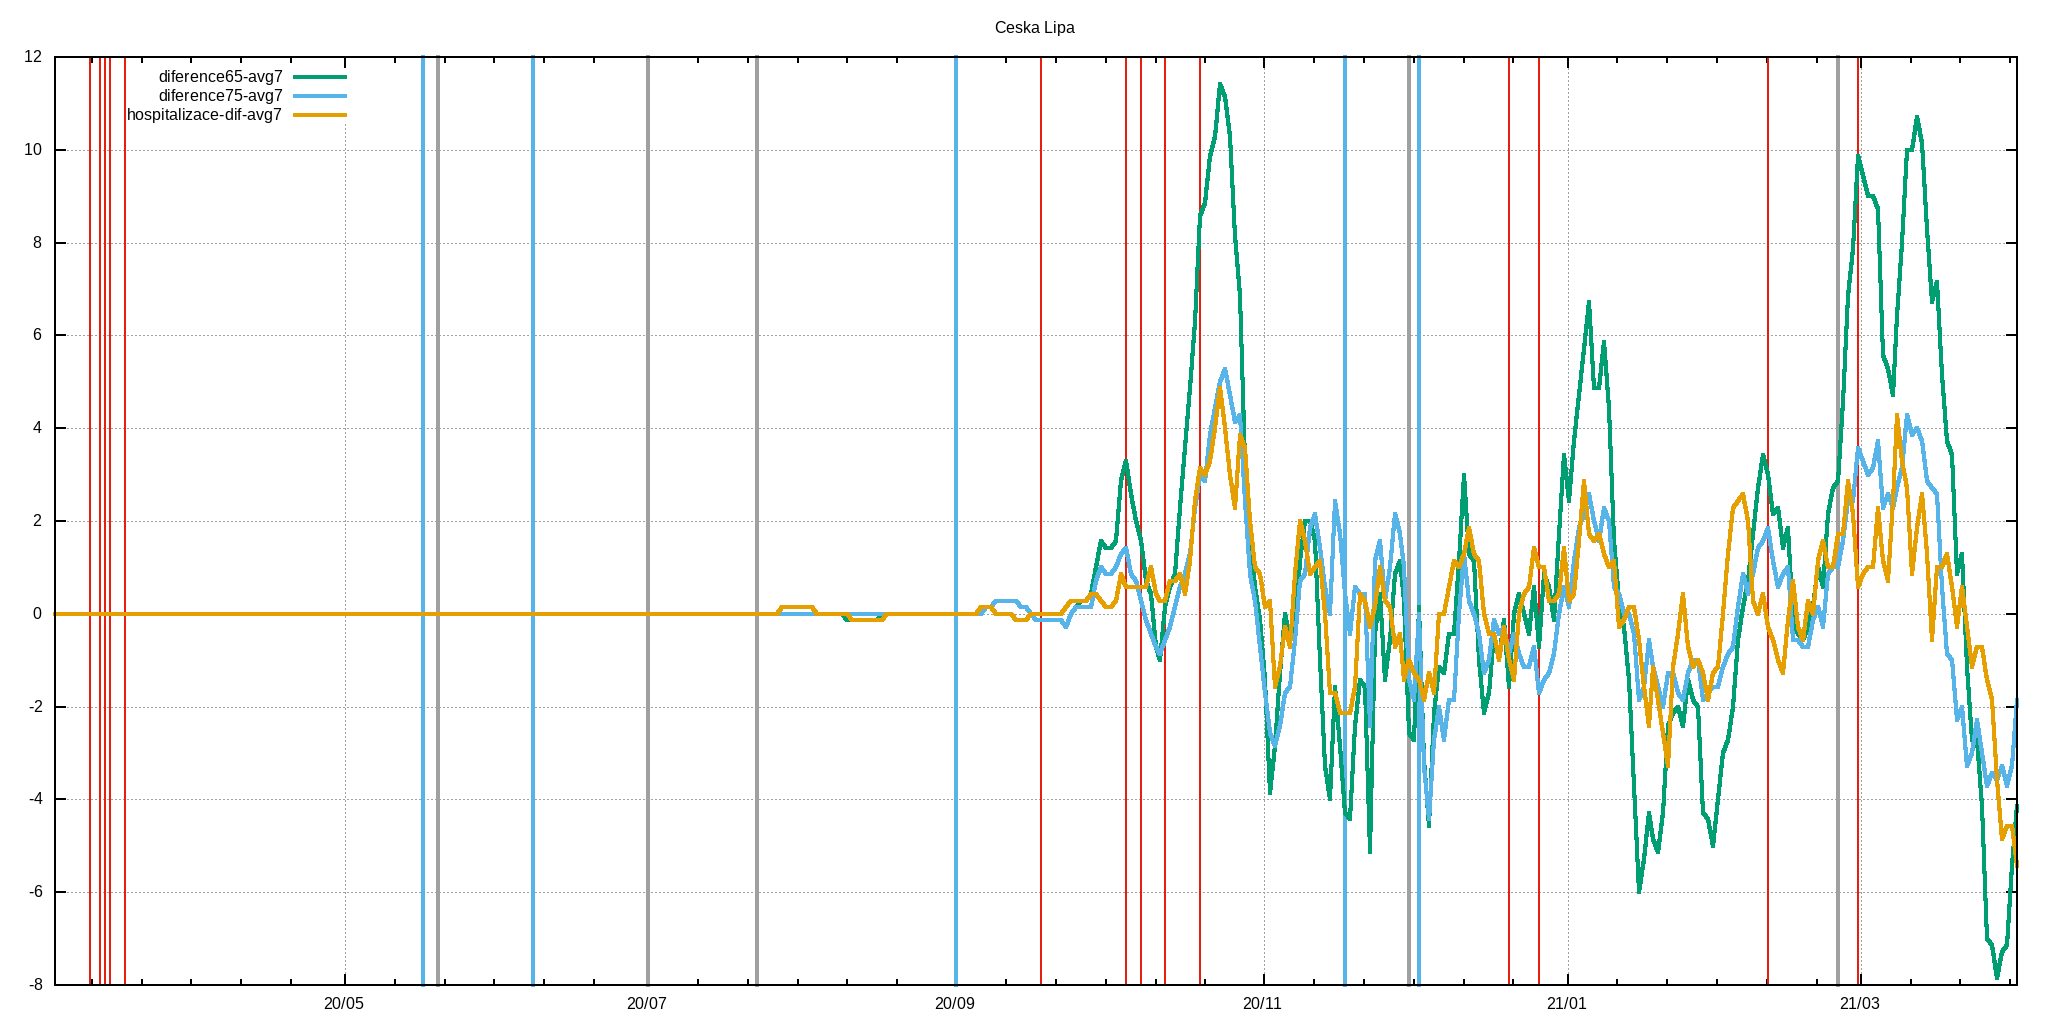 Ceska Lipa
diference65-avg7
diference75-avg7
hospitalizace-dif-avg7
12
10
8
6
4
2
0
-2
-4
-6
-8
20/05 20/07 20/09 20/11 21/01 21/03